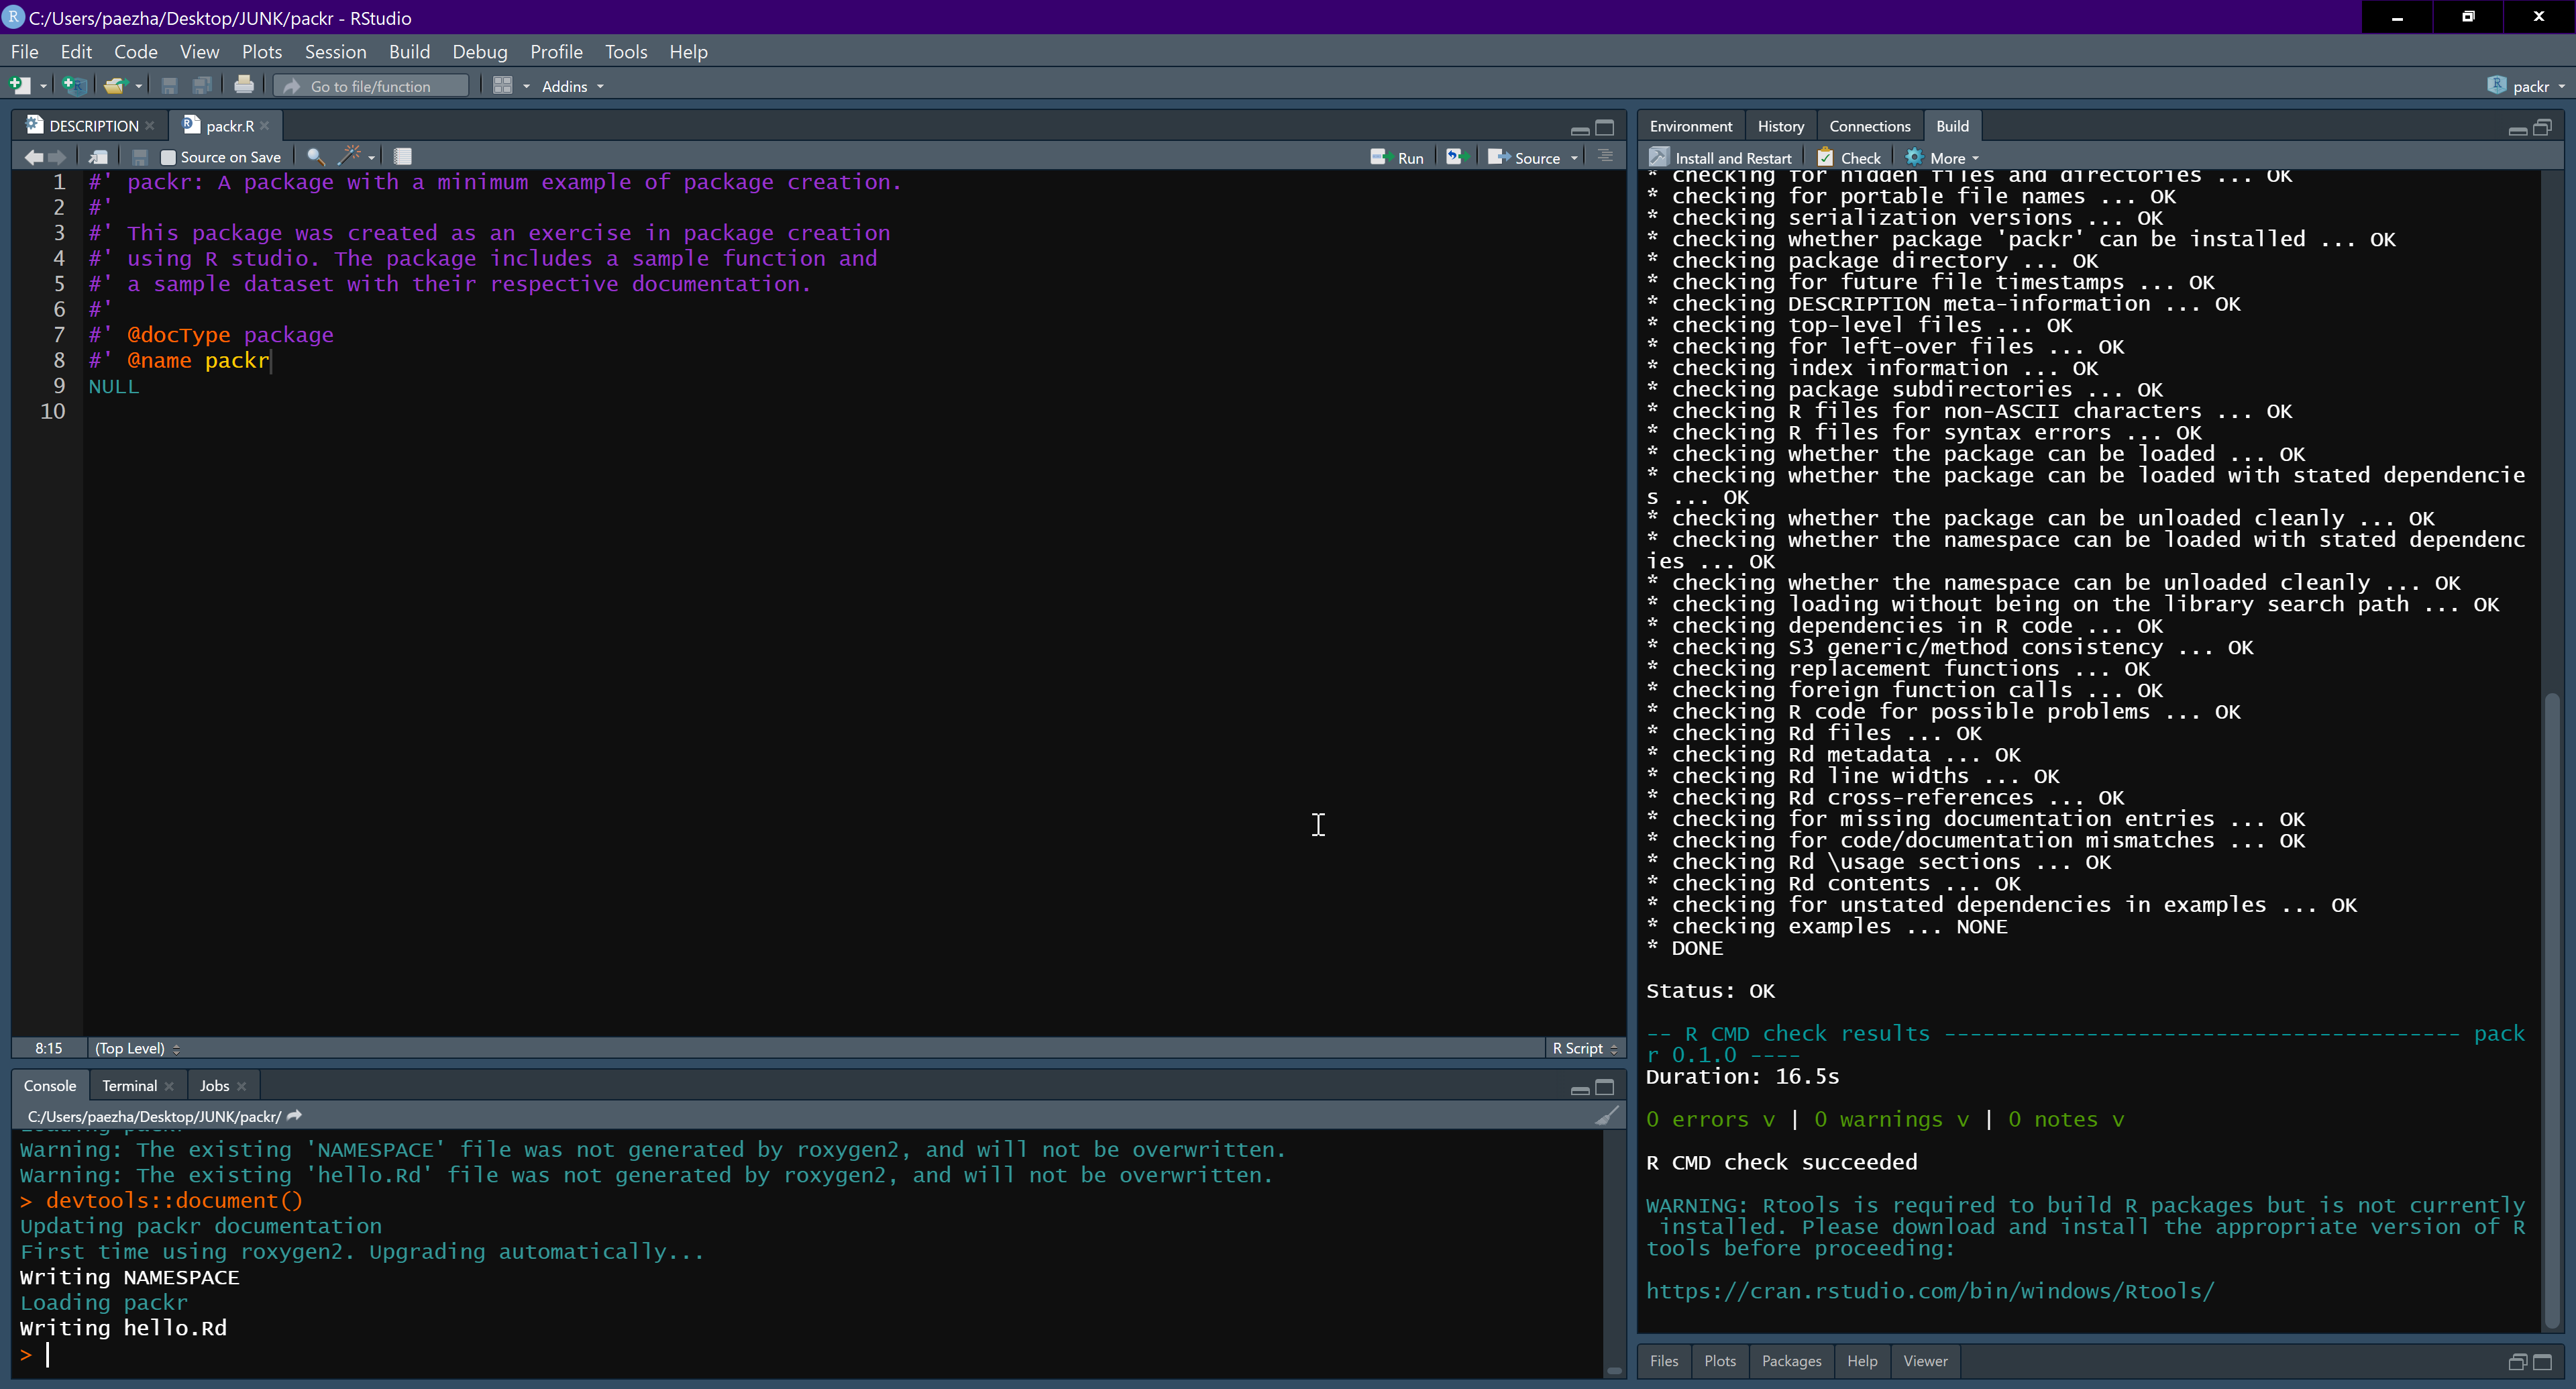 C:/Users/paezha/Desktop/JUNK/packr - RStudio
File Edit Code View Plots Session Build Debug Profile Tools Help
Go to file/function Addins packr
DESCRIPTION packr.R
Source on Save Run Source
1 #' packr: A package with a minimum example of package creation.
2 #'
3 #' This package was created as an exercise in package creation
4 #' using R studio. The package includes a sample function and
5 #' a sample dataset with their respective documentation.
6 #'
7 #' @docType package
8 #' @name packr
9 NULL
10
8:15 (Top Level) R Script
Console Terminal Jobs
C:/Users/paezha/Desktop/JUNK/packr/
Warning: The existing 'NAMESPACE' file was not generated by roxygen2, and will not be overwritten.
Warning: The existing 'hello.Rd' file was not generated by roxygen2, and will not be overwritten.
> devtools::document()
Updating packr documentation
First time using roxygen2. Upgrading automatically...
Writing NAMESPACE
Loading packr
Writing hello.Rd
>
Environment History Connections Build
Install and Restart Check More
* checking for hidden files and directories ... OK
* checking for portable file names ... OK
* checking serialization versions ... OK
* checking whether package 'packr' can be installed ... OK
* checking package directory ... OK
* checking for future file timestamps ... OK
* checking DESCRIPTION meta-information ... OK
* checking top-level files ... OK
* checking for left-over files ... OK
* checking index information ... OK
* checking package subdirectories ... OK
* checking R files for non-ASCII characters ... OK
* checking R files for syntax errors ... OK
* checking whether the package can be loaded ... OK
* checking whether the package can be loaded with stated dependencie
s ... OK
* checking whether the package can be unloaded cleanly ... OK
* checking whether the namespace can be loaded with stated dependenc
ies ... OK
* checking whether the namespace can be unloaded cleanly ... OK
* checking loading without being on the library search path ... OK
* checking dependencies in R code ... OK
* checking S3 generic/method consistency ... OK
* checking replacement functions ... OK
* checking foreign function calls ... OK
* checking R code for possible problems ... OK
* checking Rd files ... OK
* checking Rd metadata ... OK
* checking Rd line widths ... OK
* checking Rd cross-references ... OK
* checking for missing documentation entries ... OK
* checking for code/documentation mismatches ... OK
* checking Rd \usage sections ... OK
* checking Rd contents ... OK
* checking for unstated dependencies in examples ... OK
* checking examples ... NONE
* DONE
Status: OK
-- R CMD check results ---------------------------------------- pack
r 0.1.0 ----
Duration: 16.5s
0 errors v | 0 warnings v | 0 notes v
R CMD check succeeded
WARNING: Rtools is required to build R packages but is not currently
installed. Please download and install the appropriate version of R
tools before proceeding:
https://cran.rstudio.com/bin/windows/Rtools/
Files Plots Packages Help Viewer